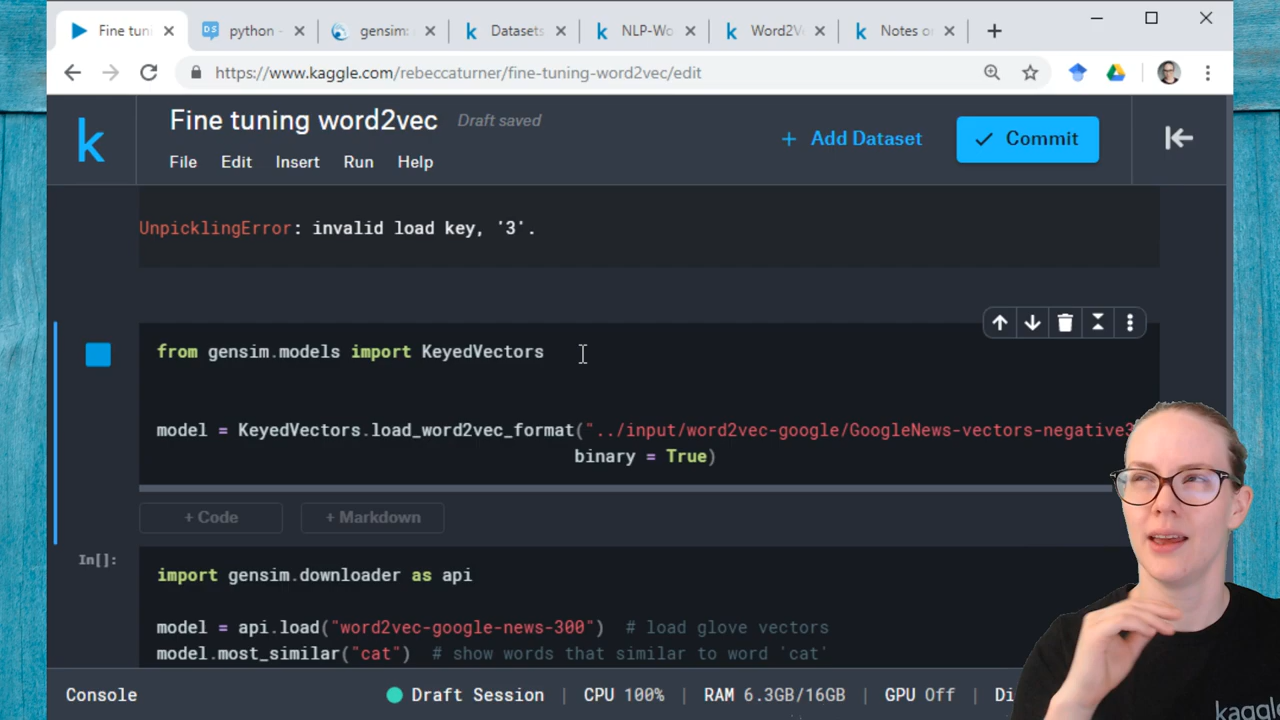 Fine tuni
python -
gensim:
Datasets
NLP-Wo
Word2V
Notes o
https://www.kaggle.com/rebeccaturner/fine-tuning-word2vec/edit
k
Fine tuning word2vec
Draft saved
File Edit Insert Run Help
+ Add Dataset
Commit
UnpicklingError: invalid load key, '3'.
from gensim.models import KeyedVectors
model = KeyedVectors.load_word2vec_format("../input/word2vec-google/GoogleNews-vectors-negative3
binary = True)
+ Code
+ Markdown
In[]:
import gensim.downloader as api
model = api.load("word2vec-google-news-300") # load glove vectors
model.most_similar("cat") # show words that similar to word 'cat'
Console
Draft Session | CPU 100% | RAM 6.3GB/16GB | GPU Off | Di
kaggle